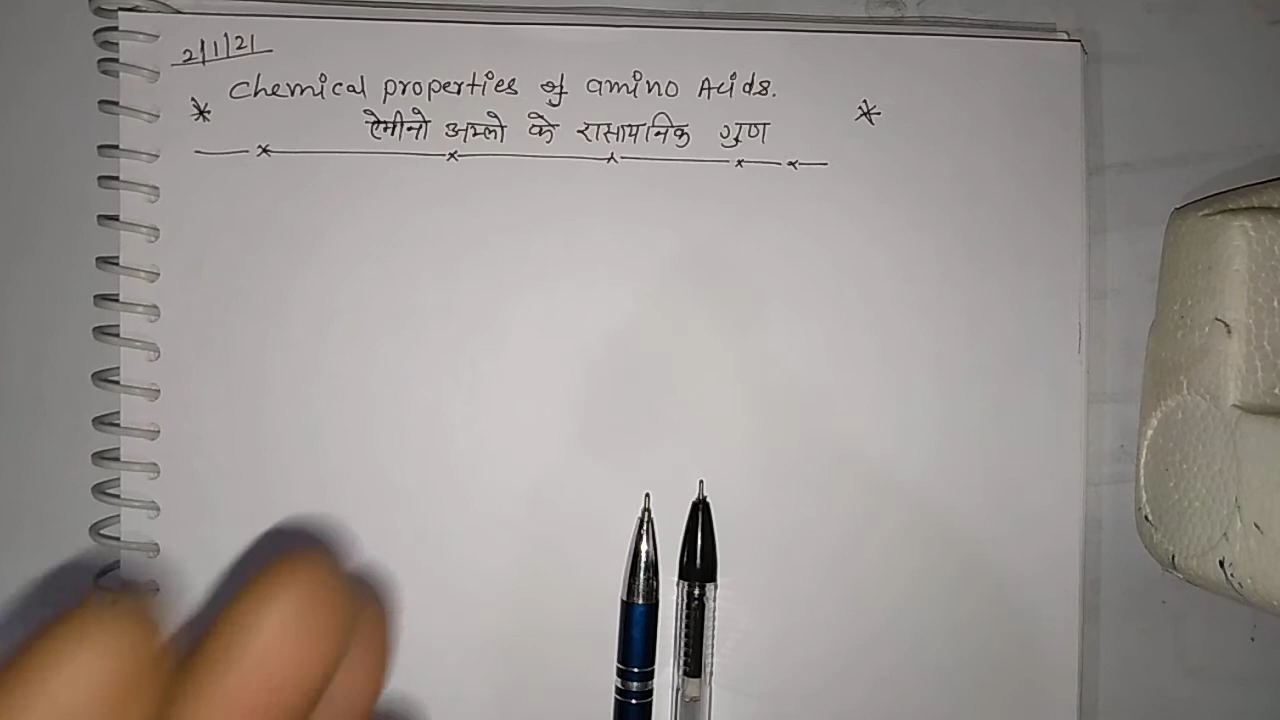 2/1/21
Chemical properties of amino Acids.
* ऐमीनो अम्लो के रासायनिक गुण *